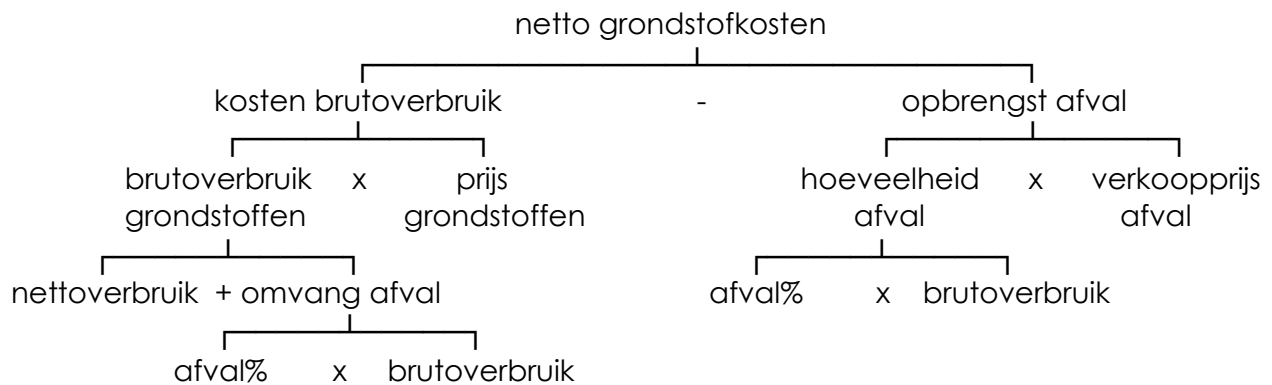 netto grondstofkosten
kosten brutoverbruik - opbrengst afval
brutoverbruik x prijs hoeveelheid x verkoopprijs
grondstoffen grondstoffen afval afval
nettoverbruik + omvang afval afval% x brutoverbruik
afval% x brutoverbruik